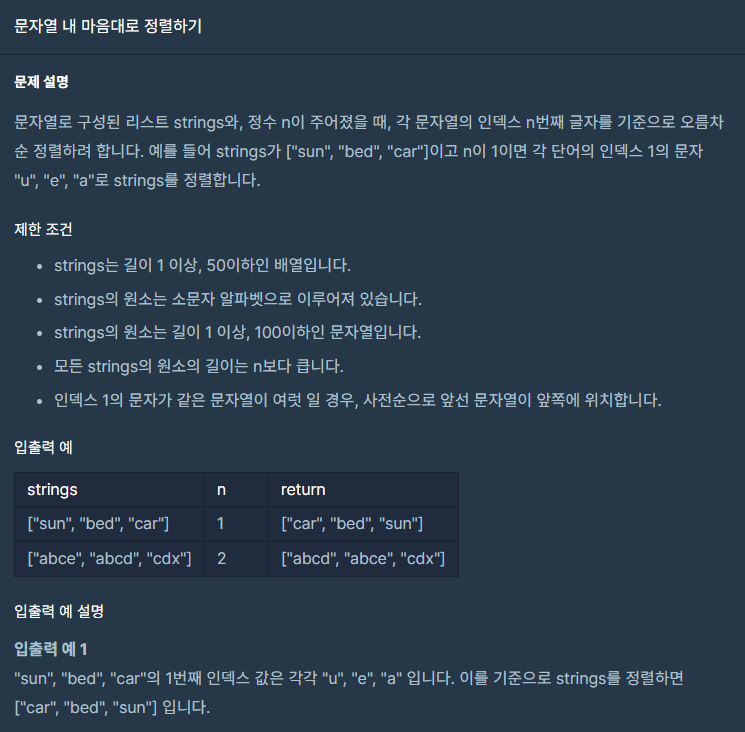 문자열 내 마음대로 정렬하기
문제 설명
문자열로 구성된 리스트 strings와, 정수 n이 주어졌을 때, 각 문자열의 인덱스 n번째 글자를 기준으로 오름차
순 정렬하려 합니다. 예를 들어 strings가 ["sun", "bed", "car"]이고 n이 1이면 각 단어의 인덱스 1의 문자
"u", "e", "a"로 strings를 정렬합니다.
제한 조건
• strings는 길이 1 이상, 50이하인 배열입니다.
• strings의 원소는 소문자 알파벳으로 이루어져 있습니다.
• strings의 원소는 길이 1 이상, 100이하인 문자열입니다.
• 모든 strings의 원소의 길이는 n보다 큽니다.
• 인덱스 1의 문자가 같은 문자열이 여럿 일 경우, 사전순으로 앞선 문자열이 앞쪽에 위치합니다.
입출력 예
strings n return
["sun", "bed", "car"] 1 ["car", "bed", "sun"]
["abce", "abcd", "cdx"] 2 ["abcd", "abce", "cdx"]
입출력 예 설명
입출력 예 1
"sun", "bed", "car"의 1번째 인덱스 값은 각각 "u", "e", "a" 입니다. 이를 기준으로 strings를 정렬하면
["car", "bed", "sun"] 입니다.